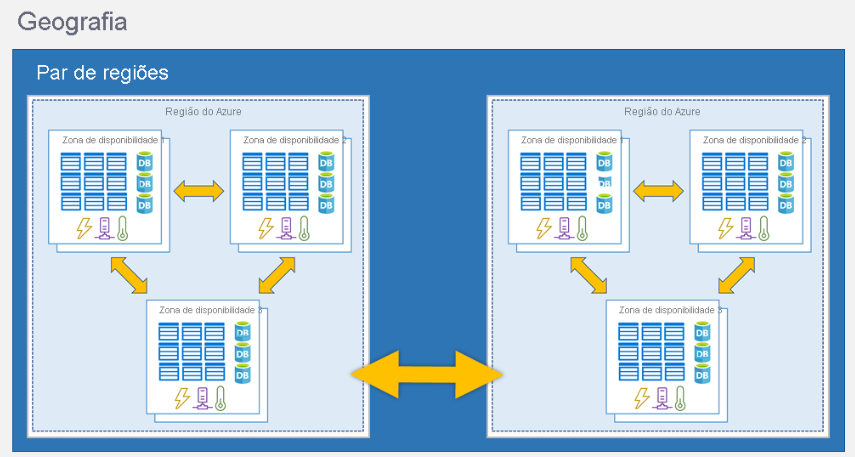 Geografia
Par de regiões
Região do Azure
Zona de disponibilidade 1
Zona de disponibilidade 2
DB
DB
DB
DB
DB
DB
Zona de disponibilidade 3
DB
DB
DB
Região do Azure
Zona de disponibilidade 1
Zona de disponibilidade 2
DB
DB
DB
DB
DB
DB
Zona de disponibilidade 3
DB
DB
DB